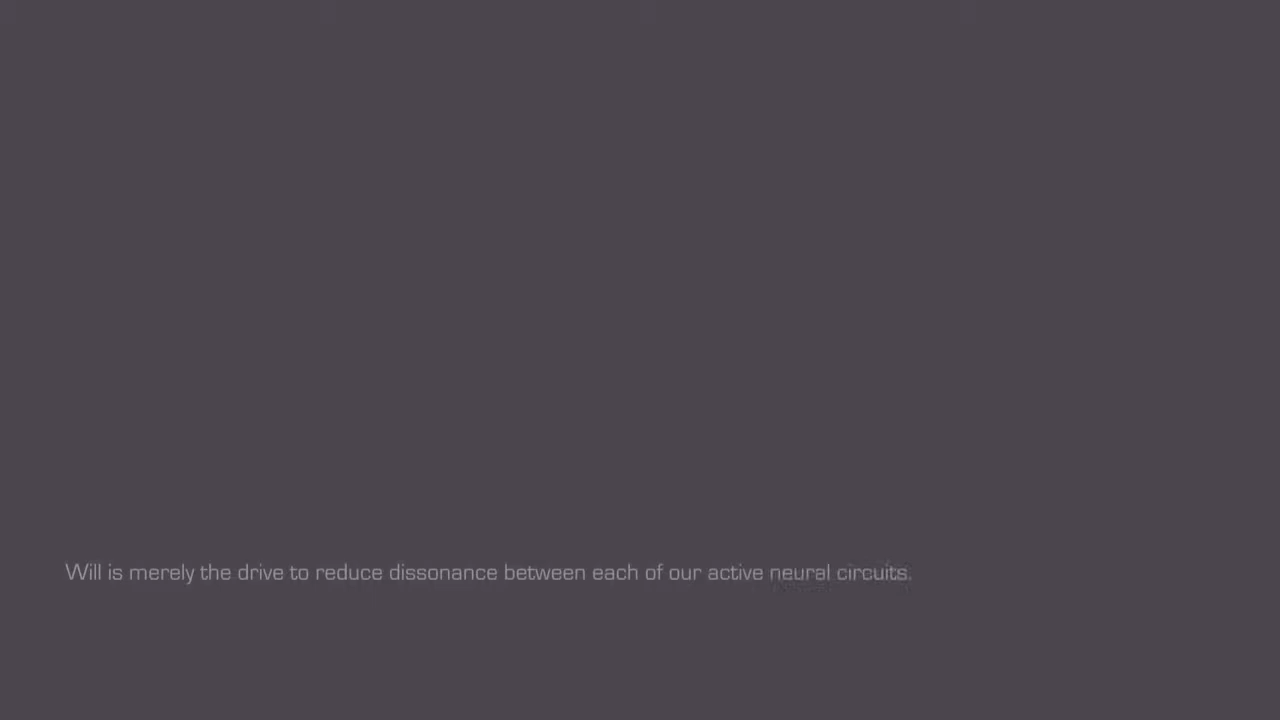 Will is merely the drive to reduce dissonance between each of our active neural circuits.